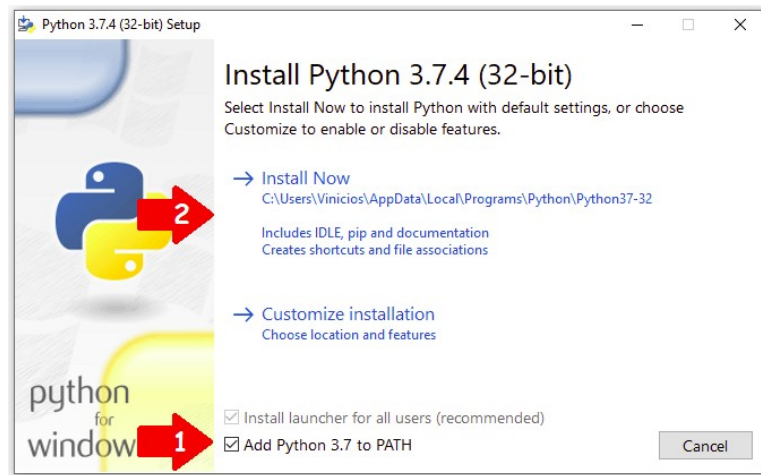 Python 3.7.4 (32-bit) Setup
Install Python 3.7.4 (32-bit)
Select Install Now to install Python with default settings, or choose
Customize to enable or disable features.
Install Now
C:\Users\Vinicios\AppData\Local\Programs\Python\Python37-32
2
Includes IDLE, pip and documentation
Creates shortcuts and file associations
Customize installation
Choose location and features
python
for
window
Install launcher for all users (recommended)
1
Add Python 3.7 to PATH
Cancel